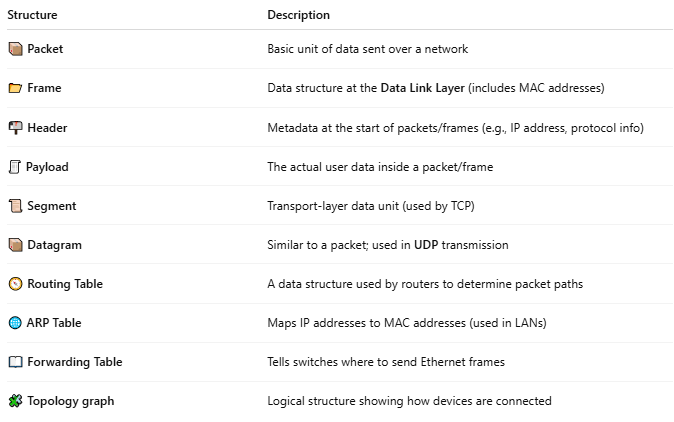 Structure Description
Packet Basic unit of data sent over a network
Frame Data structure at the Data Link Layer (includes MAC addresses)
Header Metadata at the start of packets/frames (e.g., IP address, protocol info)
Payload The actual user data inside a packet/frame
Segment Transport-layer data unit (used by TCP)
Datagram Similar to a packet; used in UDP transmission
Routing Table A data structure used by routers to determine packet paths
ARP Table Maps IP addresses to MAC addresses (used in LANs)
Forwarding Table Tells switches where to send Ethernet frames
Topology graph Logical structure showing how devices are connected